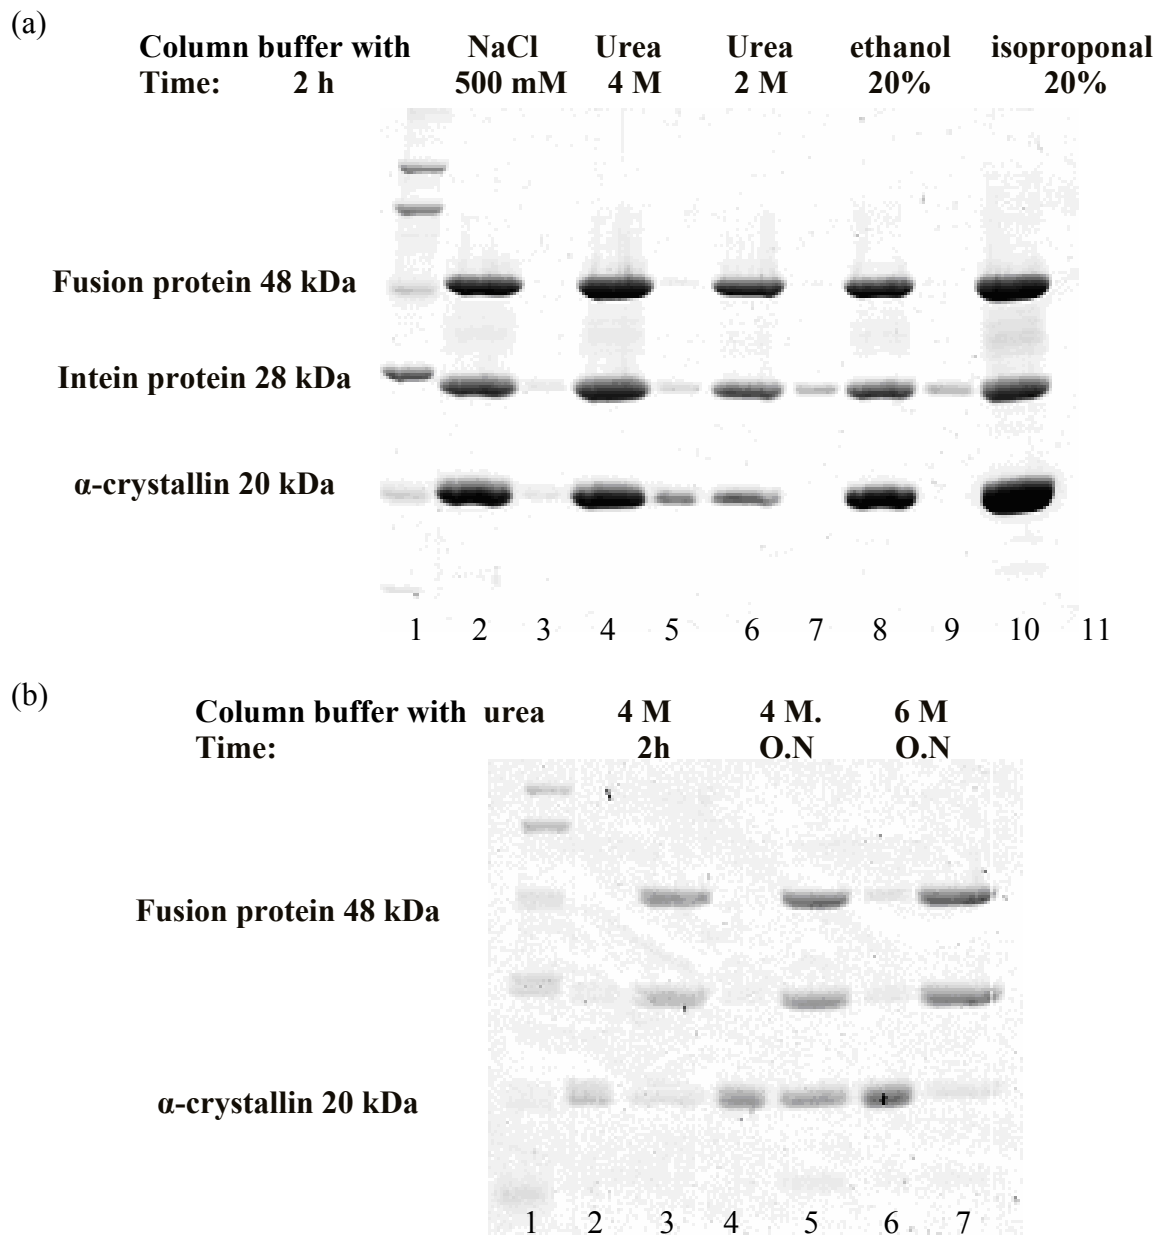 (a)
Column buffer with NaCl Urea Urea ethanol isoproponal
Time: 2 h 500 mM 4 M 2 M 20% 20%
Fusion protein 48 kDa
Intein protein 28 kDa
α-crystallin 20 kDa
1 2 3 4 5 6 7 8 9 10 11
(b)
Column buffer with urea 4 M 4 M. 6 M
Time: 2h O.N O.N
Fusion protein 48 kDa
α-crystallin 20 kDa
1 2 3 4 5 6 7